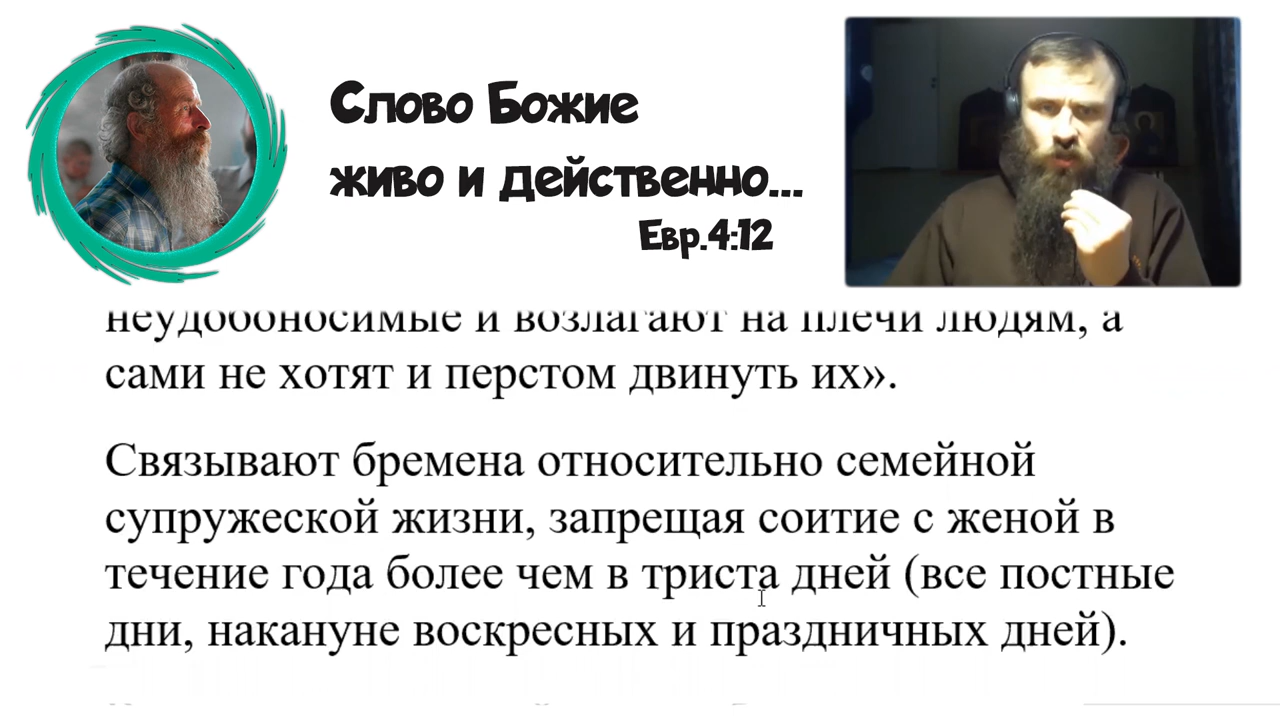 Слово Божие
живо и действенно...
Евр.4:12
неудобоносимые и возлагают на плечи людям, а
сами не хотят и перстом двинуть их».
Связывают бремена относительно семейной
супружеской жизни, запрещая соитие с женой в
течение года более чем в триста дней (все постные
дни, накануне воскресных и праздничных дней).